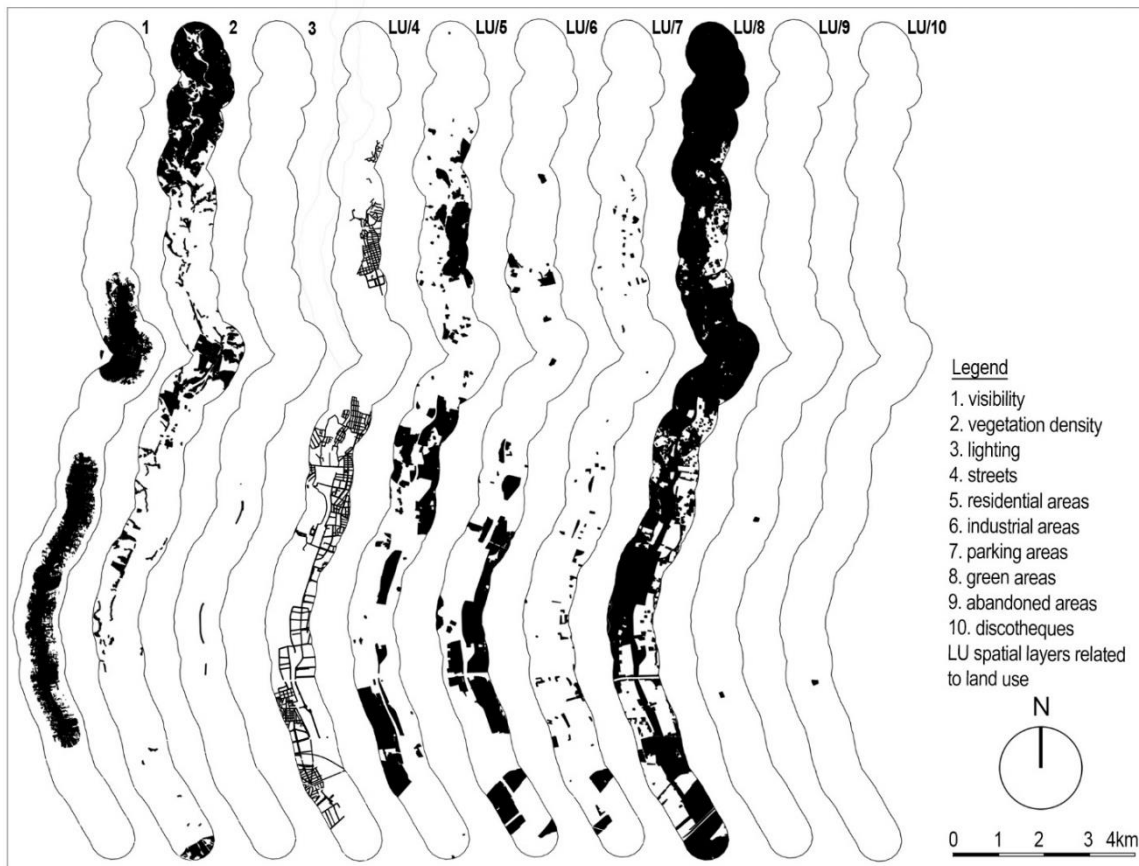 1 2 3 LU/4 LU/5 LU/6 LU/7 LU/8 LU/9 LU/10
Legend
1. visibility
2. vegetation density
3. lighting
4. streets
5. residential areas
6. industrial areas
7. parking areas
8. green areas
9. abandoned areas
10. discotheques
LU spatial layers related
to land use
N
0 1 2 3 4km